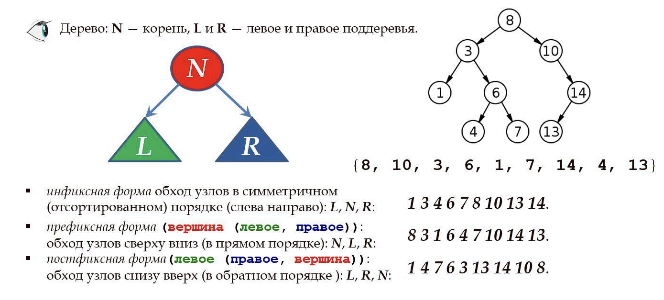 Дерево: N — корень, L и R — левое и правое поддеревья.
N
L
R
8
3
10
1
6
14
4
7
13
{8, 10, 3, 6, 1, 7, 14, 4, 13}
▪ инфиксная форма обход узлов в симметричном
(отсортированном) порядке (слева направо): L, N, R:
1 3 4 6 7 8 10 13 14.
▪ префиксная форма (вершина (левое, правое)):
обход узлов сверху вниз (в прямом порядке): N, L, R:
8 3 1 6 4 7 10 14 13.
▪ постфиксная форма (левое (правое, вершина)):
обход узлов снизу вверх (в обратном порядке ): L, R, N:
1 4 7 6 3 13 14 10 8.